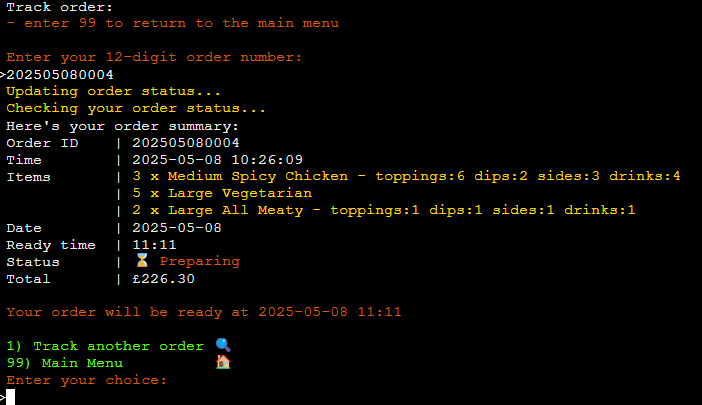 Track order:
- enter 99 to return to the main menu
Enter your 12-digit order number:
>202505080004
Updating order status...
Checking your order status...
Here's your order summary:
Order ID | 202505080004
Time | 2025-05-08 10:26:09
Items | 3 x Medium Spicy Chicken - toppings:6 dips:2 sides:3 drinks:4
| 5 x Large Vegetarian
| 2 x Large All Meaty - toppings:1 dips:1 sides:1 drinks:1
Date | 2025-05-08
Ready time | 11:11
Status | ⏳ Preparing
Total | £226.30
Your order will be ready at 2025-05-08 11:11
1) Track another order 🔍
99) Main Menu 🏠
Enter your choice:
>